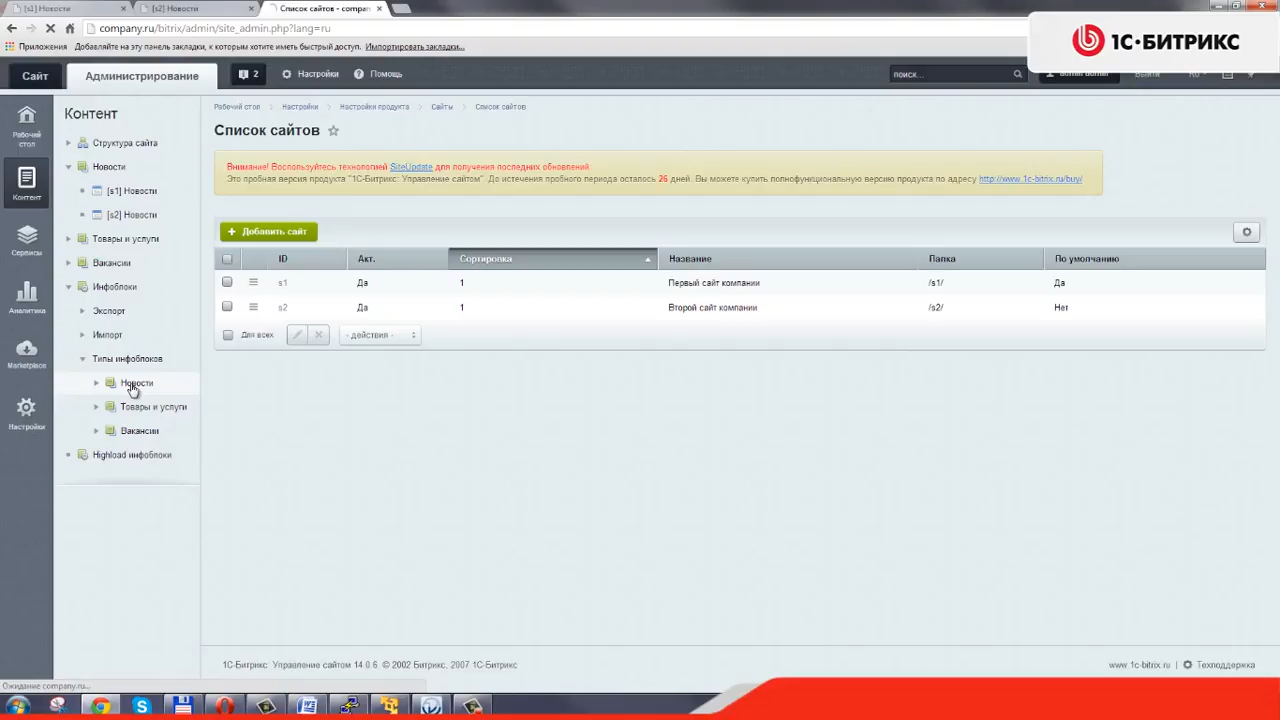 [s1] Новости
[s2] Новости
Список сайтов - compan
company.ru/bitrix/admin/site_admin.php?lang=ru
Приложения
Добавляйте на эту панель закладки, к которым хотите иметь быстрый доступ.
Импортировать закладки...
1С·БИТРИКС
Сайт
Администрирование
2
Настройки
Помощь
поиск...
Рабочий стол
Контент
Сервисы
Аналитика
Marketplace
Настройки
Контент
Структура сайта
Новости
[s1] Новости
[s2] Новости
Товары и услуги
Вакансии
Инфоблоки
Экспорт
Импорт
Типы инфоблоков
Новости
Товары и услуги
Вакансии
Highload инфоблоки
Рабочий стол Настройки Настройки продукта Сайты Список сайтов
Список сайтов
Внимание! Воспользуйтесь технологией SiteUpdate для получения последних обновлений.
Это пробная версия продукта "1С-Битрикс: Управление сайтом". До истечения пробного периода осталось 26 дней. Вы можете купить полнофункциональную версию продукта по адресу http://www.1c-bitrix.ru/buy/
+ Добавить сайт
ID Акт. Сортировка Название Папка По умолчанию
s1 Да 1 Первый сайт компании /s1/ Да
s2 Да 1 Второй сайт компании /s2/ Нет
Для всех - действия -
1С-Битрикс: Управление сайтом 14.0.6. © 2002 Битрикс, 2007 1С-Битрикс
www.1c-bitrix.ru Техподдержка
Ожидание company.ru...